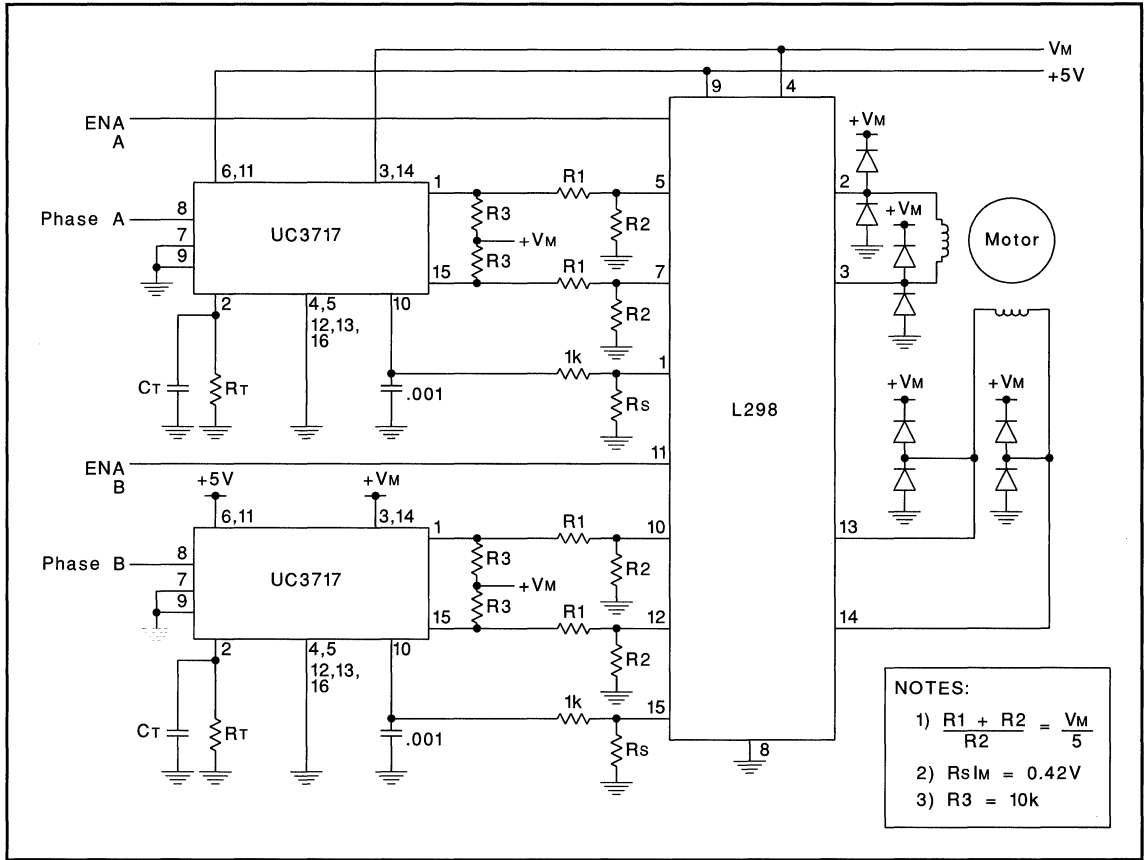 VM
+5V
9
4
ENA
A
+VM
6,11
3,14
1
R1
5
2
Phase A
8
R3
R2
+VM
7
UC3717
+VM
Motor
9
R3
15
R1
7
3
2
4,5
10
R2
12,13,
16
1k
1
CT
RT
.001
Rs
+VM
+VM
L298
11
ENA
B
+5V
+VM
6,11
3,14
1
R1
10
13
Phase B
8
R3
R2
7
UC3717
+VM
9
R3
15
R1
12
14
2
4,5
10
R2
12,13,
16
1k
15
CT
RT
.001
Rs
8
NOTES:
1) R1 + R2 / R2 = VM / 5
2) RsIM = 0.42V
3) R3 = 10k